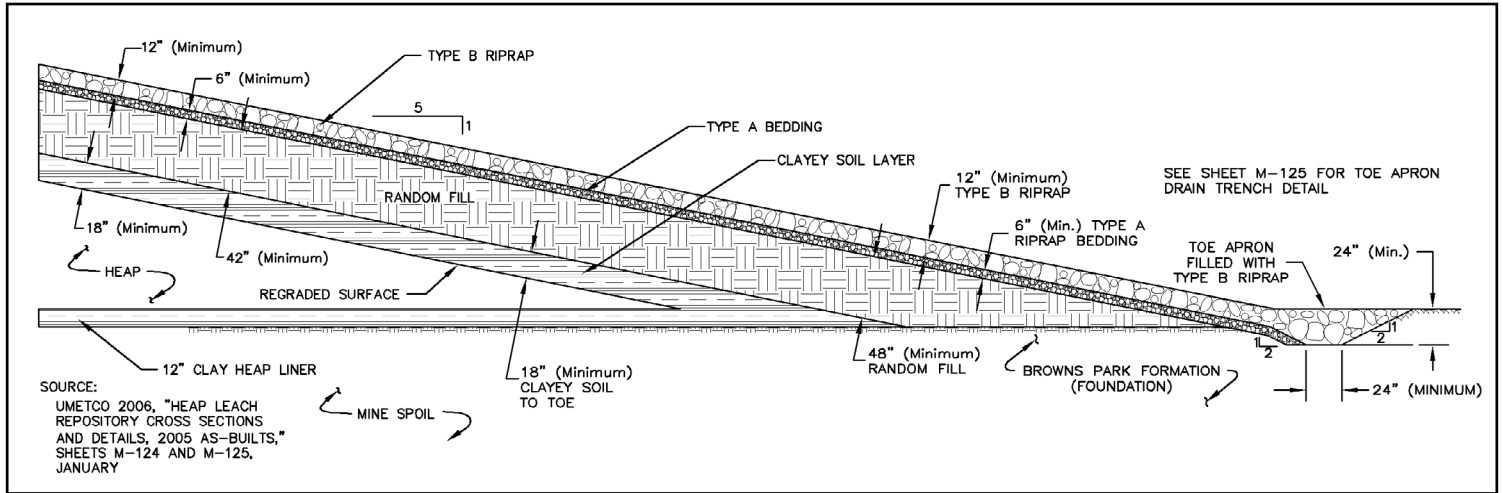 12" (Minimum)
TYPE B RIPRAP
6" (Minimum)
5
1
TYPE A BEDDING
CLAYEY SOIL LAYER
RANDOM FILL
12" (Minimum)
TYPE B RIPRAP
SEE SHEET M-125 FOR TOE APRON
DRAIN TRENCH DETAIL
18" (Minimum)
42" (Minimum)
HEAP
REGRADED SURFACE
6" (Min.) TYPE A
RIPRAP BEDDING
TOE APRON
FILLED WITH
TYPE B RIPRAP
24" (Min.)
1
2
1
2
12" CLAY HEAP LINER
18" (Minimum)
CLAYEY SOIL
TO TOE
48" (Minimum)
RANDOM FILL
BROWNS PARK FORMATION
(FOUNDATION)
24" (MINIMUM)
MINE SPOIL
SOURCE:
UMETCO 2006, "HEAP LEACH
REPOSITORY CROSS SECTIONS
AND DETAILS, 2005 AS-BUILTS,"
SHEETS M-124 AND M-125,
JANUARY